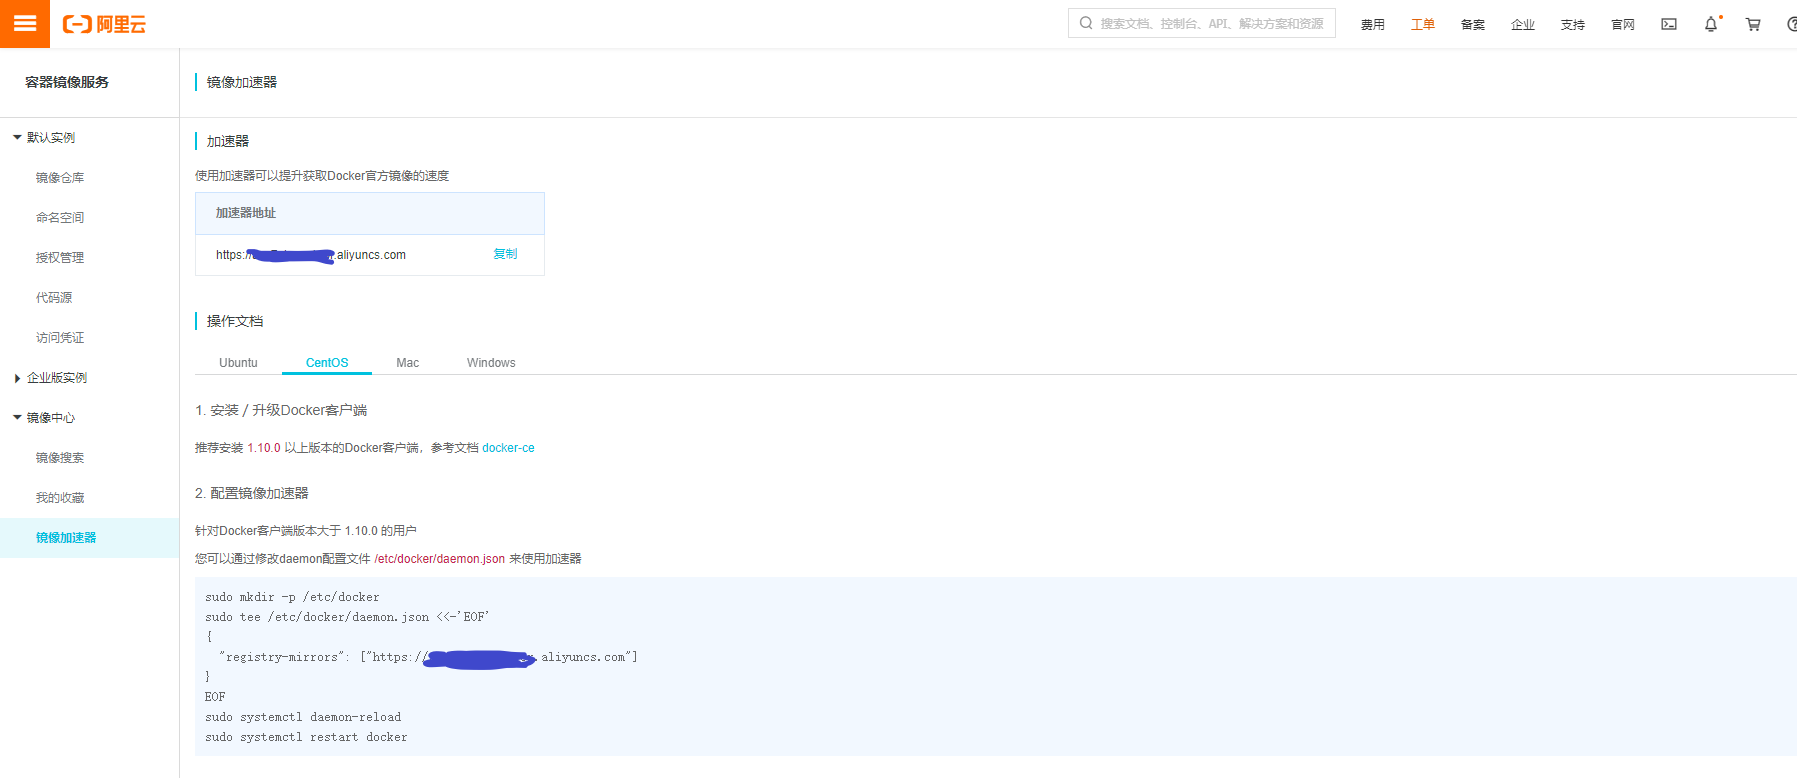 阿里云
搜索文档、控制台、API、解决方案和资源
费用
工单
备案
企业
支持
官网
容器镜像服务
默认实例
镜像仓库
命名空间
授权管理
代码源
访问凭证
企业版实例
镜像中心
镜像搜索
我的收藏
镜像加速器
镜像加速器
加速器
使用加速器可以提升获取Docker官方镜像的速度
加速器地址
https:// .aliyuncs.com
复制
操作文档
Ubuntu
CentOS
Mac
Windows
1. 安装 / 升级Docker客户端
推荐安装 1.10.0 以上版本的Docker客户端，参考文档 docker-ce
2. 配置镜像加速器
针对Docker客户端版本大于 1.10.0 的用户
您可以通过修改daemon配置文件 /etc/docker/daemon.json 来使用加速器
sudo mkdir -p /etc/docker
sudo tee /etc/docker/daemon.json <<-'EOF'
{
"registry-mirrors": ["https:// .aliyuncs.com"]
}
EOF
sudo systemctl daemon-reload
sudo systemctl restart docker